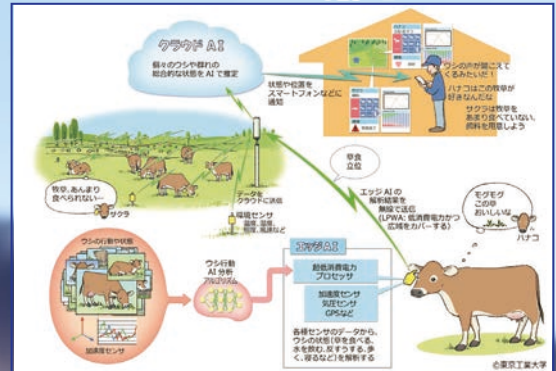 クラウド AI
個々のウシや群れの
総合的な状態を AI で推定
状態や位置を
スマートフォンなどに
通知
ウシの声が聞こえて
くるみたいだ！
ハナコはこの牧草が
好きなんだな
サクラは牧草を
あまり食べていない、
飼料を用意しよう
牧草、あんまり
食べられない…
サクラ
データを
クラウドに送信
環境センサ
草食
立位
エッジ AI の
解析結果を
無線で送信
（LPWA: 低消費電力かつ
広域をカバーする）
モグモグ
この草
おいしいな
ハナコ
ウシの行動や状態
加速度センサ
ウシ行動
AI 分析
アルゴリズム
エッジ AI
超低消費電力
プロセッサ
加速度センサ
気圧センサ
GPSなど
各種センサのデータから、
ウシの状態（草を食べる、
水を飲む、反すうする、歩
く、寝るなど）を解析する
©東京工業大学